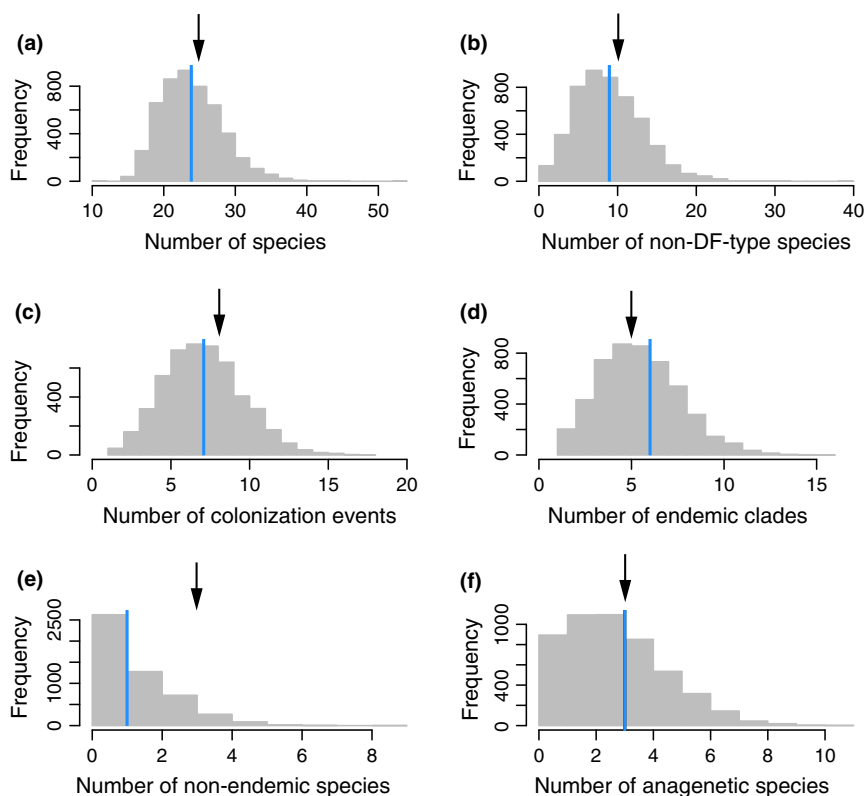 (a)
Frequency
0 400 800
10 20 30 40 50
Number of species
(b)
Frequency
0 400 800
0 10 20 30 40
Number of non-DF-type species
(c)
Frequency
0 400
0 5 10 15 20
Number of colonization events
(d)
Frequency
0 400 800
0 5 10 15
Number of endemic clades
(e)
Frequency
0 1000 2500
0 2 4 6 8
Number of non-endemic species
(f)
Frequency
0 400 1000
0 2 4 6 8 10
Number of anagenetic species